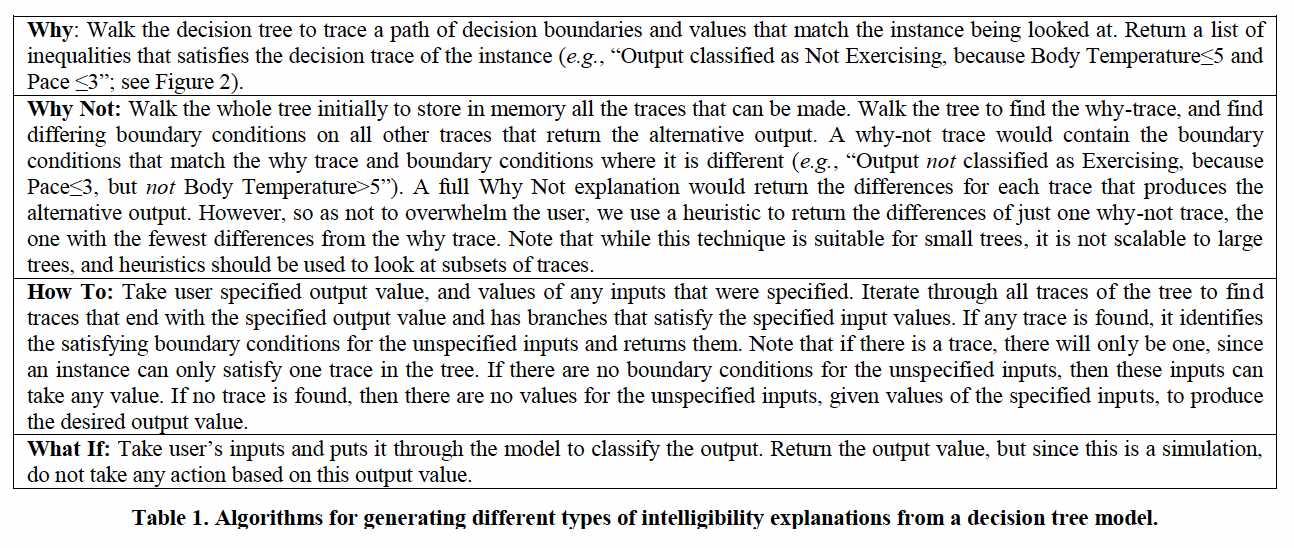 Why: Walk the decision tree to trace a path of decision boundaries and values that match the instance being looked at. Return a list of
inequalities that satisfies the decision trace of the instance (e.g., “Output classified as Not Exercising, because Body Temperature≤5 and
Pace ≤3”; see Figure 2).
Why Not: Walk the whole tree initially to store in memory all the traces that can be made. Walk the tree to find the why-trace, and find
differing boundary conditions on all other traces that return the alternative output. A why-not trace would contain the boundary
conditions that match the why trace and boundary conditions where it is different (e.g., “Output not classified as Exercising, because
Pace≤3, but not Body Temperature>5”). A full Why Not explanation would return the differences for each trace that produces the
alternative output. However, so as not to overwhelm the user, we use a heuristic to return the differences of just one why-not trace, the
one with the fewest differences from the why trace. Note that while this technique is suitable for small trees, it is not scalable to large
trees, and heuristics should be used to look at subsets of traces.
How To: Take user specified output value, and values of any inputs that were specified. Iterate through all traces of the tree to find
traces that end with the specified output value and has branches that satisfy the specified input values. If any trace is found, it identifies
the satisfying boundary conditions for the unspecified inputs and returns them. Note that if there is a trace, there will only be one, since
an instance can only satisfy one trace in the tree. If there are no boundary conditions for the unspecified inputs, then these inputs can
take any value. If no trace is found, then there are no values for the unspecified inputs, given values of the specified inputs, to produce
the desired output value.
What If: Take user’s inputs and puts it through the model to classify the output. Return the output value, but since this is a simulation,
do not take any action based on this output value.
Table 1. Algorithms for generating different types of intelligibility explanations from a decision tree model.